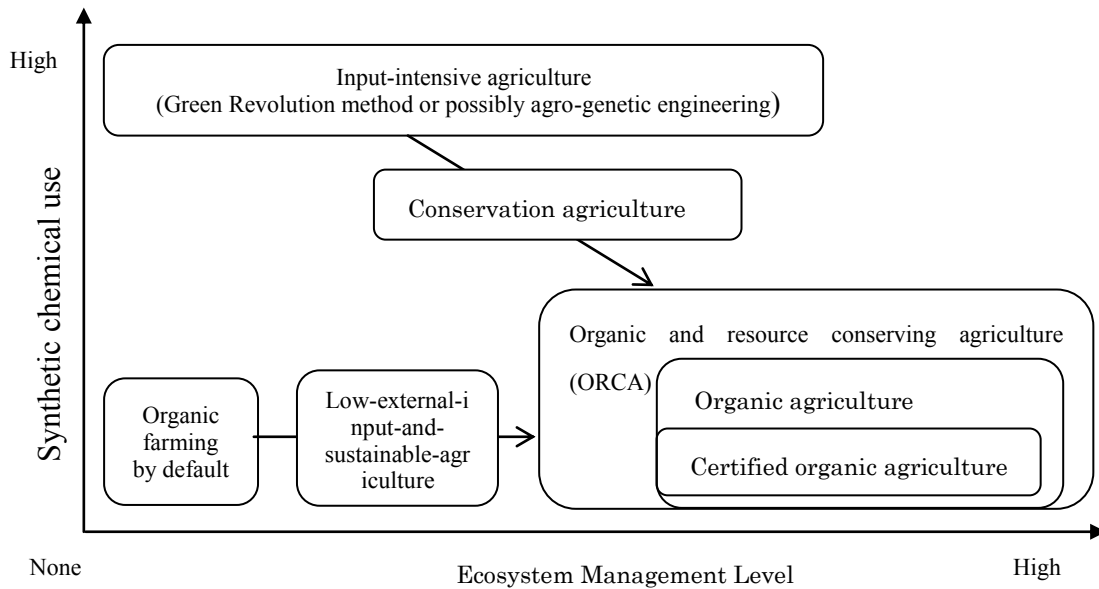 High
Input-intensive agriculture
(Green Revolution method or possibly agro-genetic engineering)
Conservation agriculture
Synthetic chemical use
Organic and resource conserving agriculture
(ORCA)
Organic agriculture
Certified organic agriculture
Organic
farming
by default
Low-external-i
nput-and-
sustainable-agr
iculture
None
Ecosystem Management Level
High